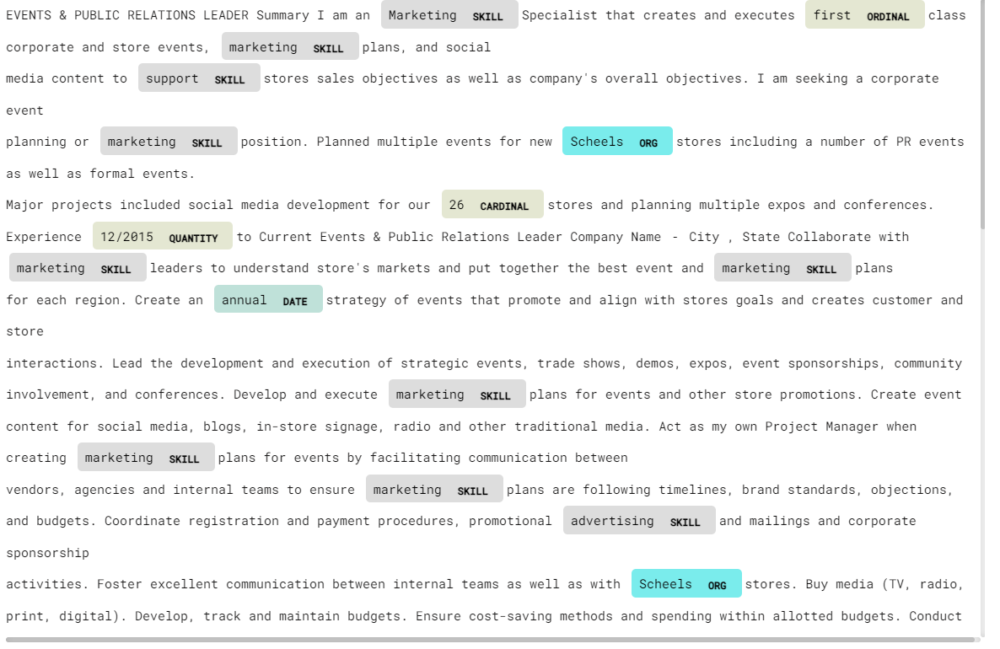 EVENTS & PUBLIC RELATIONS LEADER Summary I am an Marketing SKILL Specialist that creates and executes first ORDINAL class
corporate and store events, marketing SKILL plans, and social
media content to support SKILL stores sales objectives as well as company's overall objectives. I am seeking a corporate
event
planning or marketing SKILL position. Planned multiple events for new Scheels ORG stores including a number of PR events
as well as formal events.
Major projects included social media development for our 26 CARDINAL stores and planning multiple expos and conferences.
Experience 12/2015 QUANTITY to Current Events & Public Relations Leader Company Name - City , State Collaborate with
marketing SKILL leaders to understand store's markets and put together the best event and marketing SKILL plans
for each region. Create an annual DATE strategy of events that promote and align with stores goals and creates customer and
store
interactions. Lead the development and execution of strategic events, trade shows, demos, expos, event sponsorships, community
involvement, and conferences. Develop and execute marketing SKILL plans for events and other store promotions. Create event
content for social media, blogs, in-store signage, radio and other traditional media. Act as my own Project Manager when
creating marketing SKILL plans for events by facilitating communication between
vendors, agencies and internal teams to ensure marketing SKILL plans are following timelines, brand standards, objections,
and budgets. Coordinate registration and payment procedures, promotional advertising SKILL and mailings and corporate
sponsorship
activities. Foster excellent communication between internal teams as well as with Scheels ORG stores. Buy media (TV, radio,
print, digital). Develop, track and maintain budgets. Ensure cost-saving methods and spending within allotted budgets. Conduct